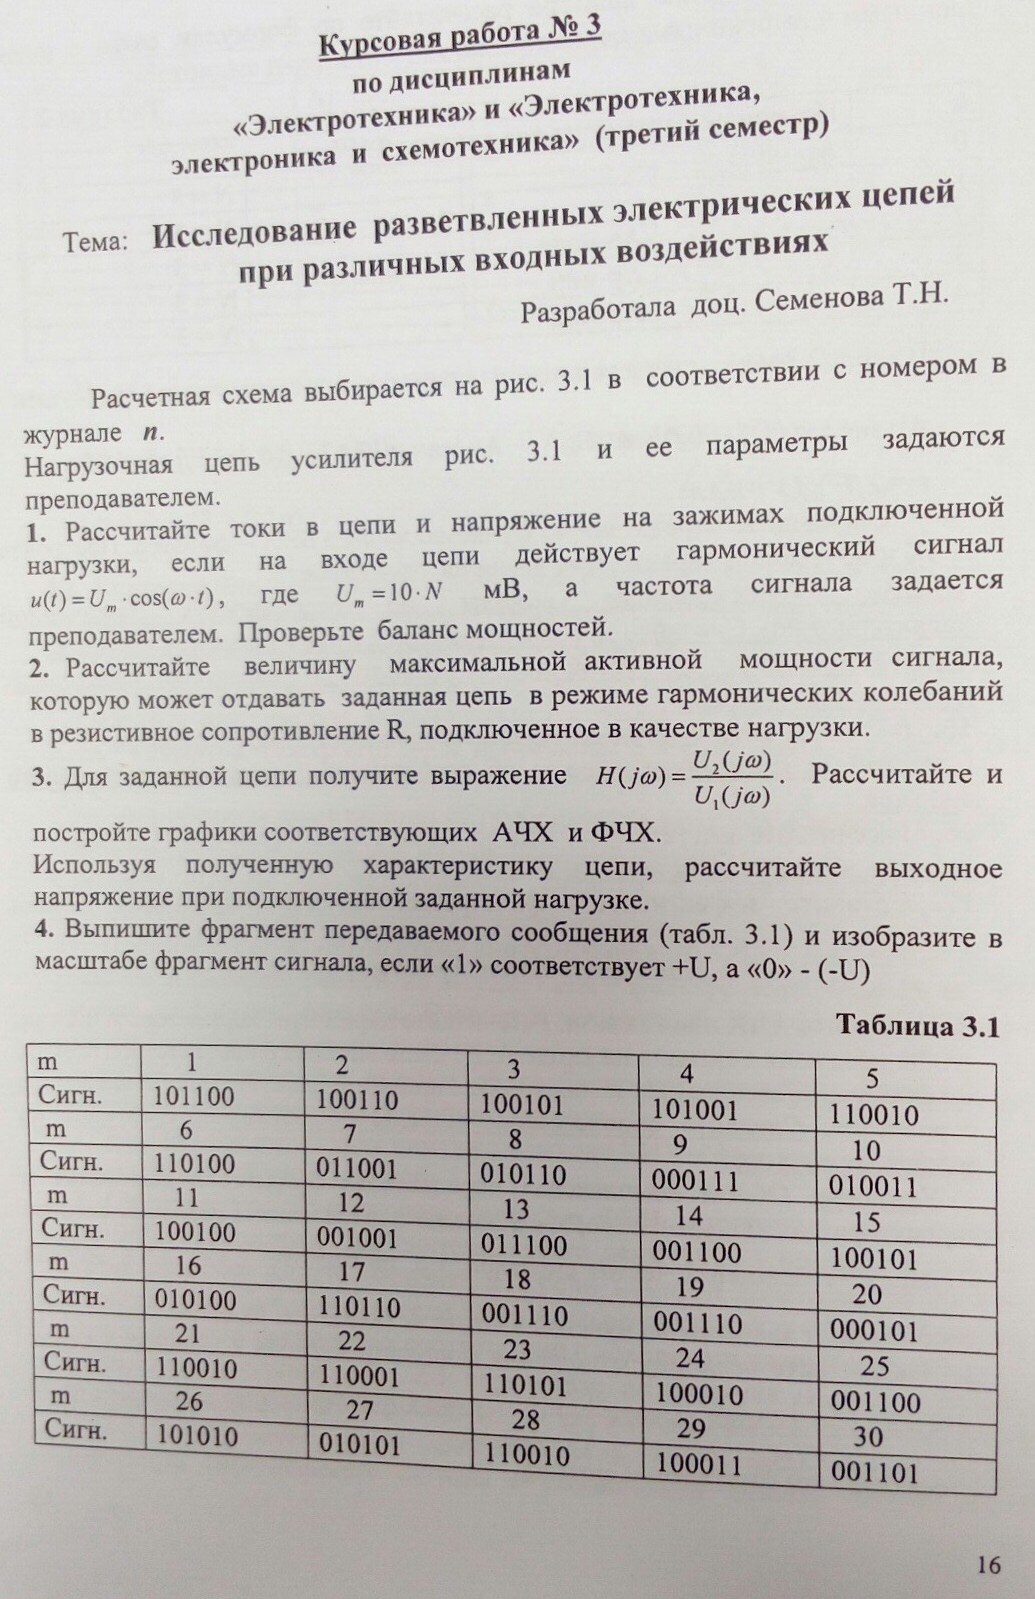 Курсовая работа № 3
по дисциплинам
«Электротехника» и «Электротехника,
электроника и схемотехника» (третий семестр)
Тема: Исследование разветвленных электрических цепей
при различных входных воздействиях
Разработала доц. Семенова Т.Н.
Расчетная схема выбирается на рис. 3.1 в соответствии с номером в
журнале n.
Нагрузочная цепь усилителя рис. 3.1 и ее параметры задаются
преподавателем.
1. Рассчитайте токи в цепи и напряжение на зажимах подключенной
нагрузки, если на входе цепи действует гармонический сигнал
u(t) = U_m · cos(ω · t), где U_m = 10 · N мВ, а частота сигнала задается
преподавателем. Проверьте баланс мощностей.
2. Рассчитайте величину максимальной активной мощности сигнала,
которую может отдавать заданная цепь в режиме гармонических колебаний
в резистивное сопротивление R, подключенное в качестве нагрузки.
3. Для заданной цепи получите выражение H(jω) = U₂(jω) / U₁(jω). Рассчитайте и
постройте графики соответствующих АЧХ и ФЧХ.
Используя полученную характеристику цепи, рассчитайте выходное
напряжение при подключенной заданной нагрузке.
4. Выпишите фрагмент передаваемого сообщения (табл. 3.1) и изобразите в
масштабе фрагмент сигнала, если «1» соответствует +U, а «0» - (-U)
Таблица 3.1
m 1 2 3 4 5
Сигн. 101100 100110 100101 101001 110010
m 6 7 8 9 10
Сигн. 110100 011001 010110 000111 010011
m 11 12 13 14 15
Сигн. 100100 001001 011100 001100 100101
m 16 17 18 19 20
Сигн. 010100 110110 001110 001110 000101
m 21 22 23 24 25
Сигн. 110010 110001 110101 100010 001100
m 26 27 28 29 30
Сигн. 101010 010101 110010 100011 001101
16